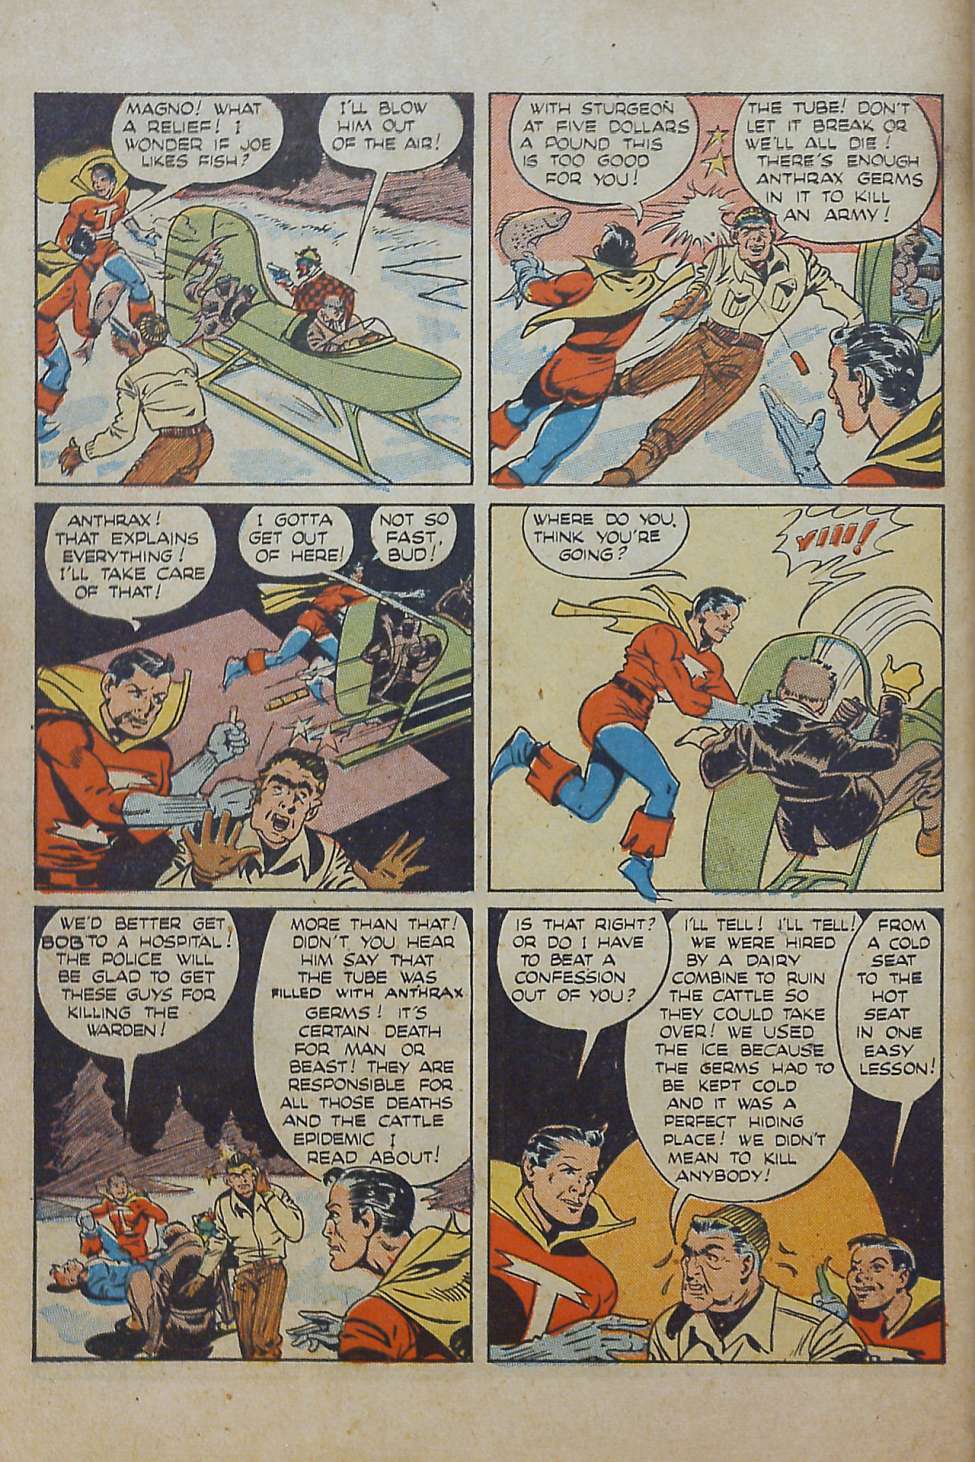 MAGNO! WHAT
A RELIEF! I
WONDER IF JOE
LIKES FISH?
I'LL BLOW
HIM OUT
OF THE AIR!
WITH STURGEON
AT FIVE DOLLARS
A POUND THIS
IS TOO GOOD
FOR YOU!
THE TUBE! DON'T
LET IT BREAK OR
WE'LL ALL DIE!
THERE'S ENOUGH
ANTHRAX GERMS
IN IT TO KILL
AN ARMY!
ANTHRAX!
THAT EXPLAINS
EVERYTHING!
I'LL TAKE CARE
OF THAT!
I GOTTA
GET OUT
OF HERE!
NOT SO
FAST,
BUD!
WHERE DO YOU,
THINK YOU'RE
GOING?
YIII!
WE'D BETTER GET
BOB TO A HOSPITAL!
THE POLICE WILL
BE GLAD TO GET
THESE GUYS FOR
KILLING THE
WARDEN!
MORE THAN THAT!
DIDN'T YOU HEAR
HIM SAY THAT
THE TUBE WAS
FILLED WITH ANTHRAX
GERMS! IT'S
CERTAIN DEATH
FOR MAN OR
BEAST! THEY ARE
RESPONSIBLE FOR
ALL THOSE DEATHS
AND THE CATTLE
EPIDEMIC I
READ ABOUT!
IS THAT RIGHT?
OR DO I HAVE
TO BEAT A
CONFESSION
OUT OF YOU?
I'LL TELL! I'LL TELL!
WE WERE HIRED
BY A DAIRY
COMBINE TO RUIN
THE CATTLE SO
THEY COULD TAKE
OVER! WE USED
THE ICE BECAUSE
THE GERMS HAD TO
BE KEPT COLD
AND IT WAS A
PERFECT HIDING
PLACE! WE DIDN'T
MEAN TO KILL
ANYBODY!
FROM
A COLD
SEAT
TO THE
HOT
SEAT
IN ONE
EASY
LESSON!
T
T
T